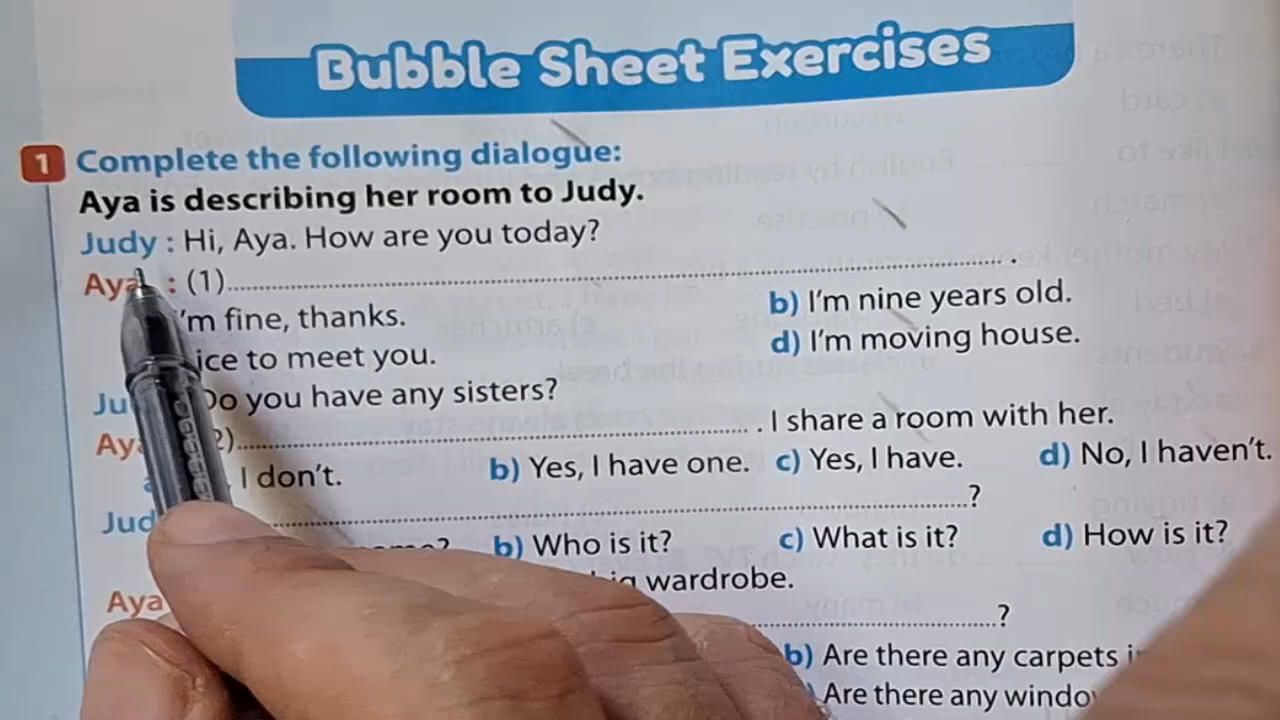 Bubble Sheet Exercises
1 Complete the following dialogue:
Aya is describing her room to Judy.
Judy : Hi, Aya. How are you today?
Aya : (1)
'm fine, thanks. b) I'm nine years old.
ice to meet you. d) I'm moving house.
Do you have any sisters?
. I share a room with her.
I don't. b) Yes, I have one. c) Yes, I have. d) No, I haven't.
?
b) Who is it? c) What is it? d) How is it?
Aya wardrobe.
?
b) Are there any carpets
Are there any